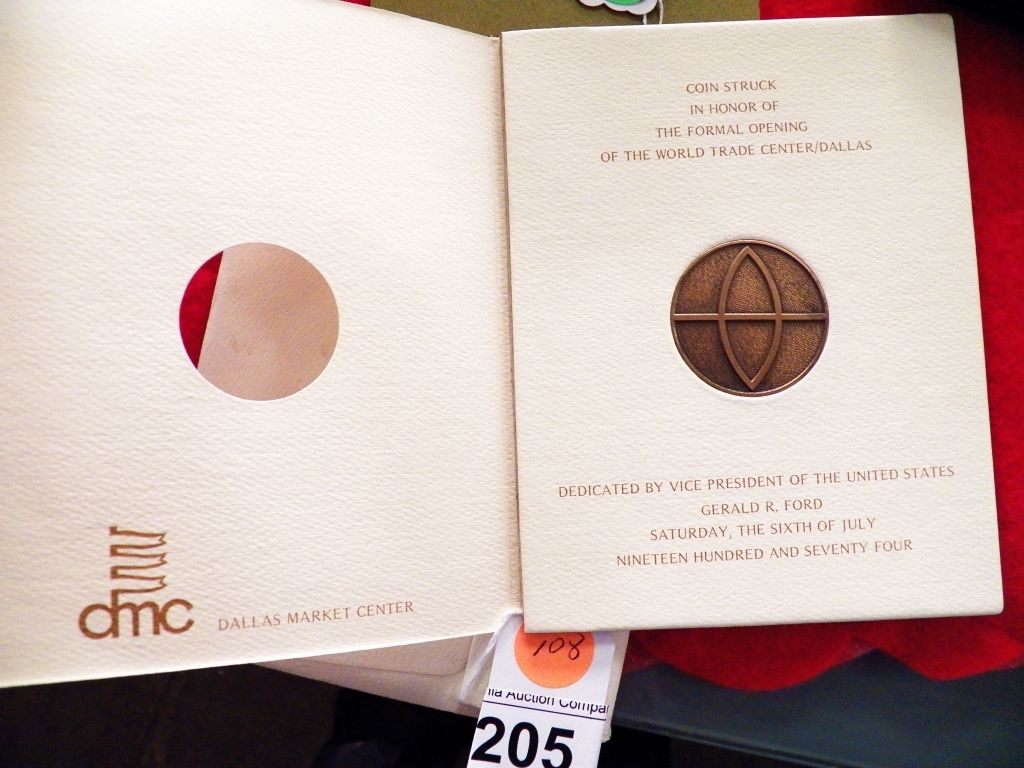 COIN STRUCK
IN HONOR OF
THE FORMAL OPENING
OF THE WORLD TRADE CENTER/DALLAS
DEDICATED BY VICE PRESIDENT OF THE UNITED STATES
GERALD R. FORD
SATURDAY, THE SIXTH OF JULY
NINETEEN HUNDRED AND SEVENTY FOUR
dmc DALLAS MARKET CENTER
108
Auction
205